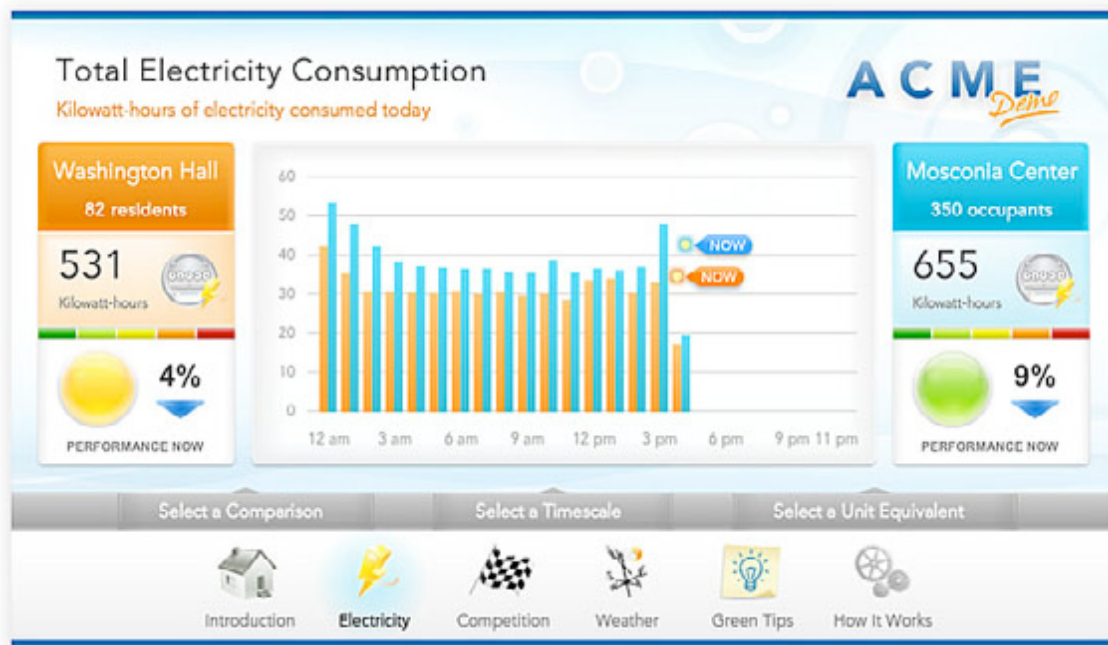 Total Electricity Consumption
Kilowatt-hours of electricity consumed today
ACME
Demo
Washington Hall
82 residents
531
Kilowatt-hours
4%
PERFORMANCE NOW
60
50
40
30
20
10
0
NOW
NOW
12 am 3 am 6 am 9 am 12 pm 3 pm 6 pm 9 pm 11 pm
Mosconia Center
350 occupants
655
Kilowatt-hours
9%
PERFORMANCE NOW
Select a Comparison Select a Timescale Select a Unit Equivalent
Introduction Electricity Competition Weather Green Tips How It Works